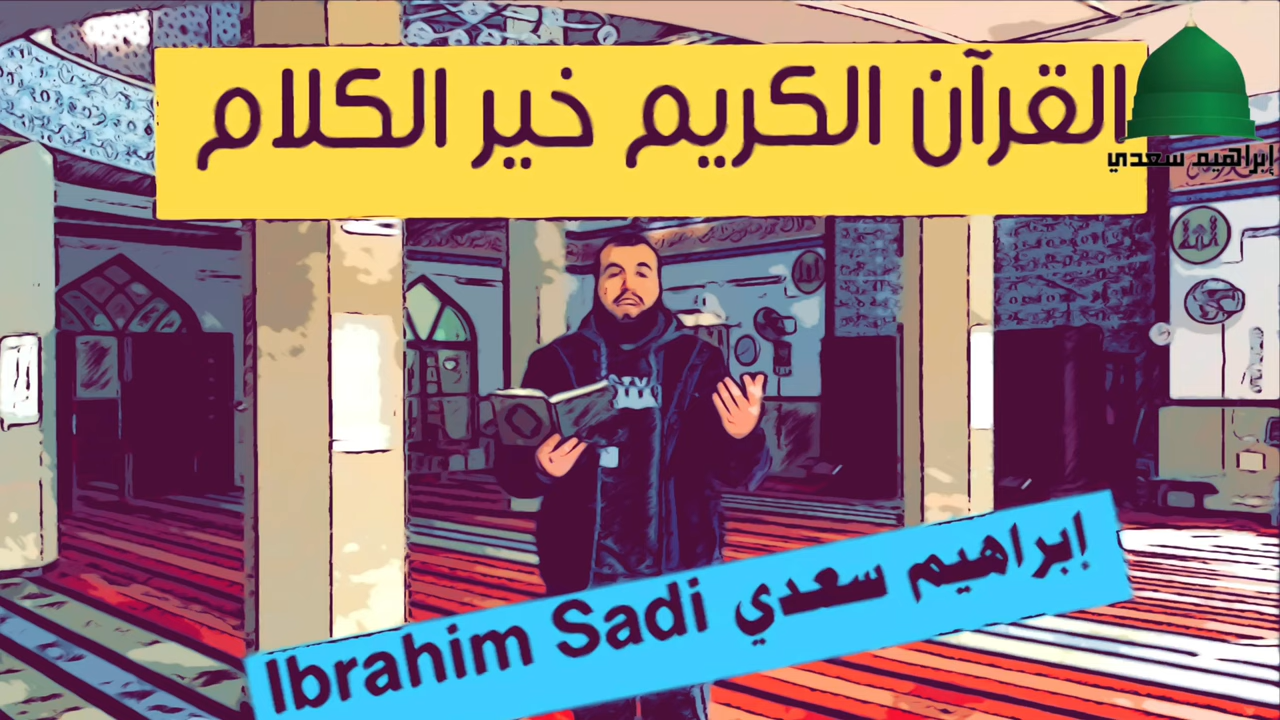 القرآن الكريم خير الكلام
إبراهيم سعدي
Ibrahim Sadi إبراهيم سعدي